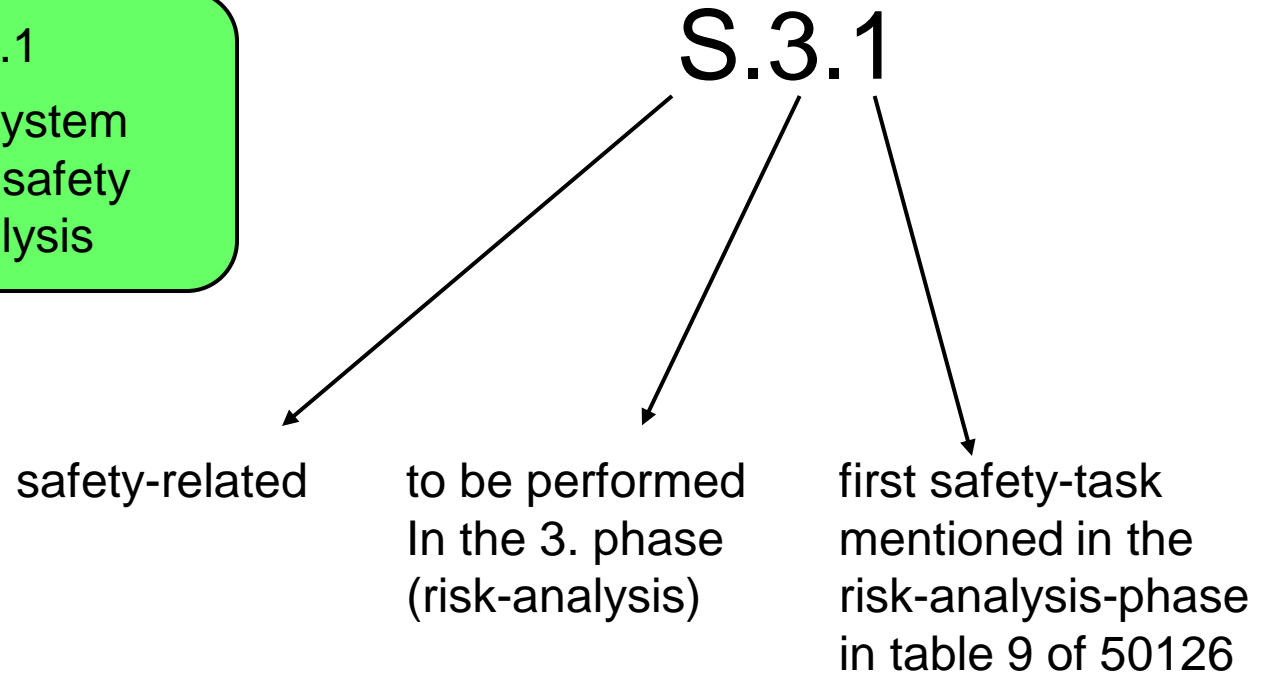 .1
ystem
safety
lysis
S.3.1
safety-related
to be performed
In the 3. phase
(risk-analysis)
first safety-task
mentioned in the
risk-analysis-phase
in table 9 of 50126